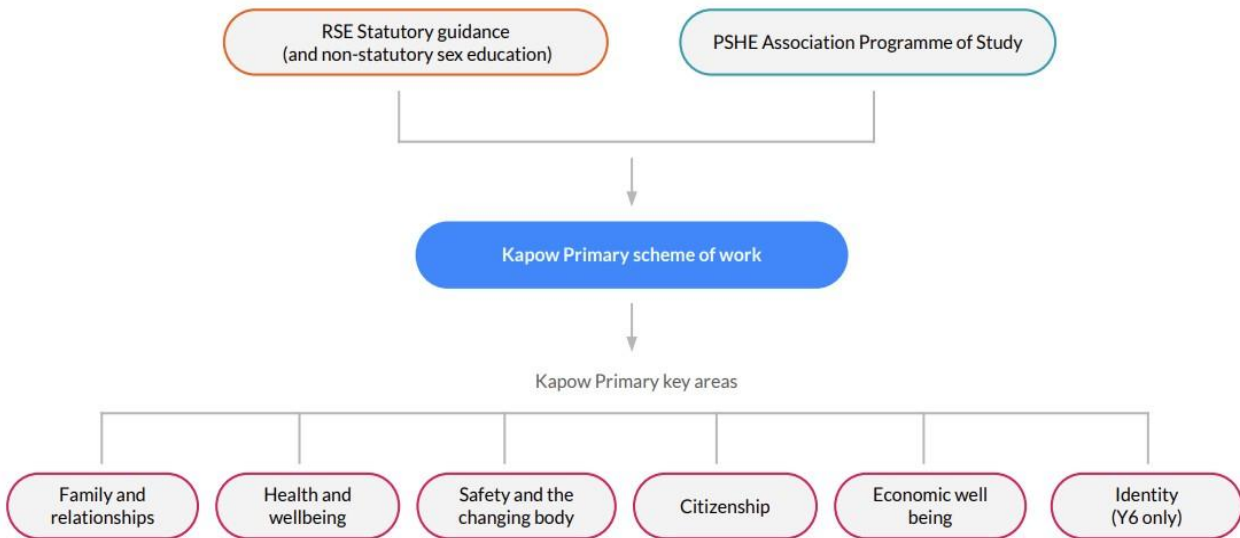 RSE Statutory guidance
(and non-statutory sex education)
PSHE Association Programme of Study
Kapow Primary scheme of work
Kapow Primary key areas
Family and
relationships
Health and
wellbeing
Safety and the
changing body
Citizenship
Economic well
being
Identity
(Y6 only)